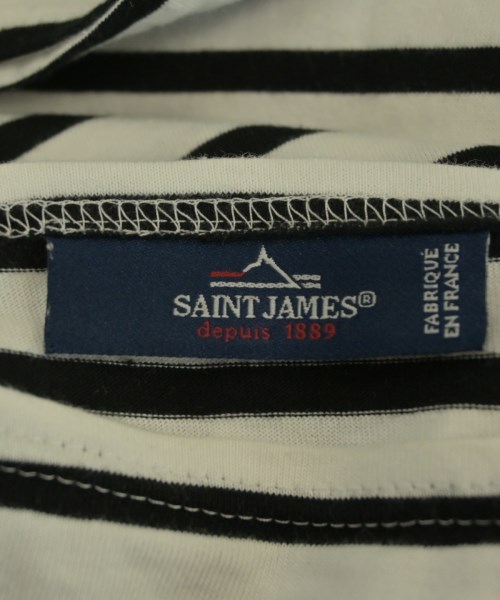 SAINT JAMES®
depuis 1889
FABRIQUÉ
EN FRANCE